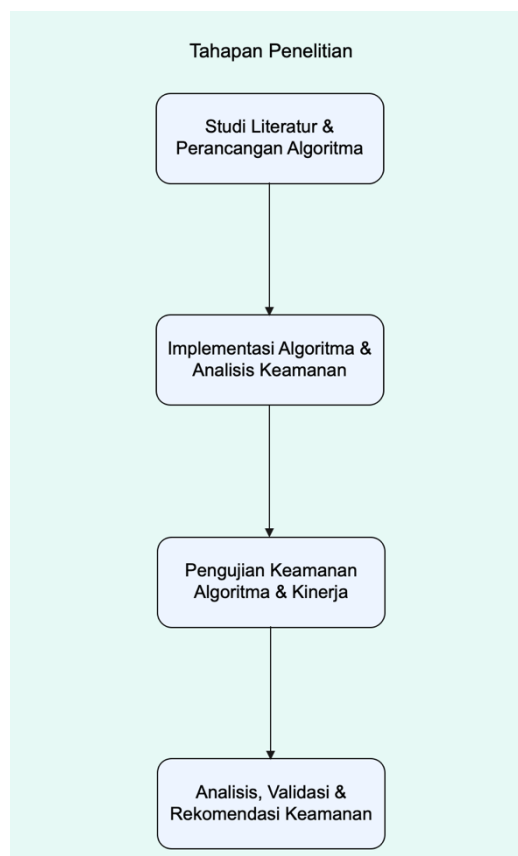 Tahapan Penelitian
Studi Literatur &
Perancangan Algoritma
Implementasi Algoritma &
Analisis Keamanan
Pengujian Keamanan
Algoritma & Kinerja
Analisis, Validasi &
Rekomendasi Keamanan